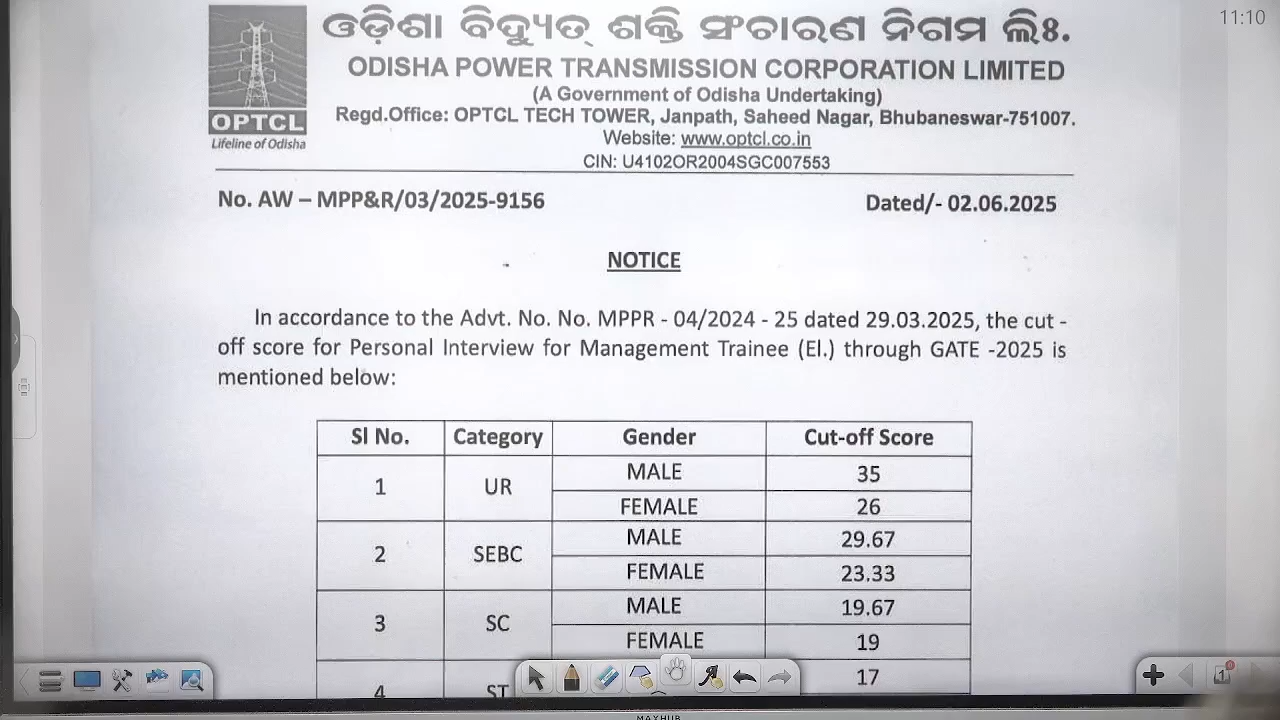 11:10
ଓଡ଼ିଶା ବିଦ୍ୟୁତ୍ ଶକ୍ତି ସଂଚାରଣ ନିଗମ ଲିଃ.
ODISHA POWER TRANSMISSION CORPORATION LIMITED
(A Government of Odisha Undertaking)
Regd.Office: OPTCL TECH TOWER, Janpath, Saheed Nagar, Bhubaneswar-751007.
Website: www.optcl.co.in
CIN: U4102OR2004SGC007553
OPTCL
Lifeline of Odisha
No. AW – MPP&R/03/2025-9156 Dated/- 02.06.2025
NOTICE
In accordance to the Advt. No. No. MPPR - 04/2024 - 25 dated 29.03.2025, the cut -
off score for Personal Interview for Management Trainee (El.) through GATE -2025 is
mentioned below:
Sl No. Category Gender Cut-off Score
1 UR MALE 35
FEMALE 26
2 SEBC MALE 29.67
FEMALE 23.33
3 SC MALE 19.67
FEMALE 19
4 ST 17
MAXHUB